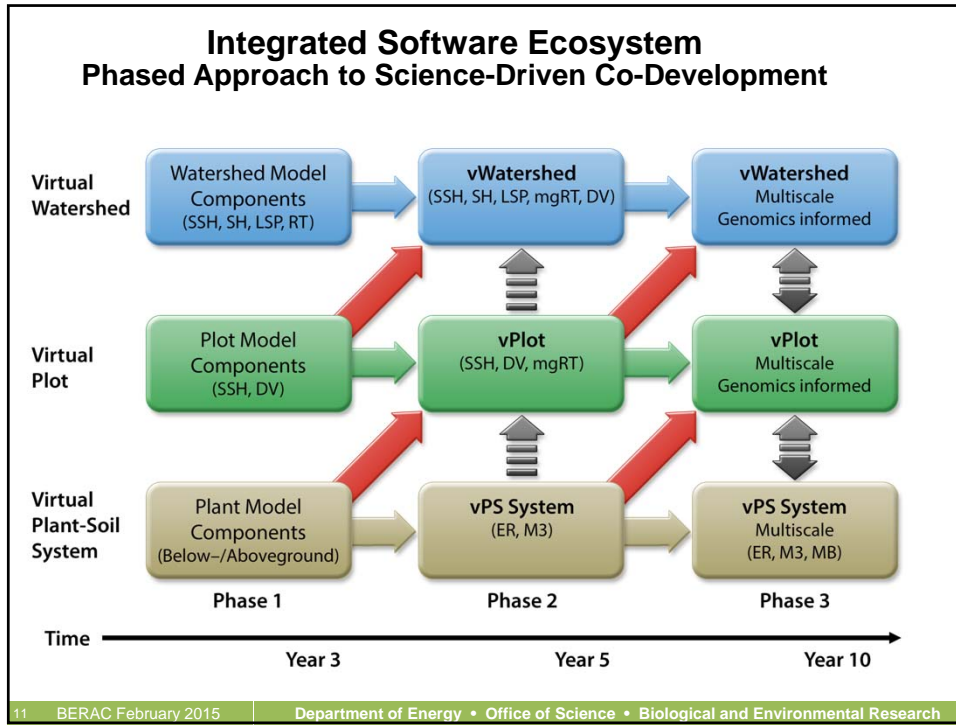 Integrated Software Ecosystem
Phased Approach to Science-Driven Co-Development
Virtual
Watershed
Watershed Model
Components
(SSH, SH, LSP, RT)
vWatershed
(SSH, SH, LSP, mgRT, DV)
vWatershed
Multiscale
Genomics informed
Virtual
Plot
Plot Model
Components
(SSH, DV)
vPlot
(SSH, DV, mgRT)
vPlot
Multiscale
Genomics informed
Virtual
Plant-Soil
System
Plant Model
Components
(Below–/Aboveground)
vPS System
(ER, M3)
vPS System
Multiscale
(ER, M3, MB)
Phase 1
Phase 2
Phase 3
Time
Year 3
Year 5
Year 10
11 BERAC February 2015 Department of Energy • Office of Science • Biological and Environmental Research